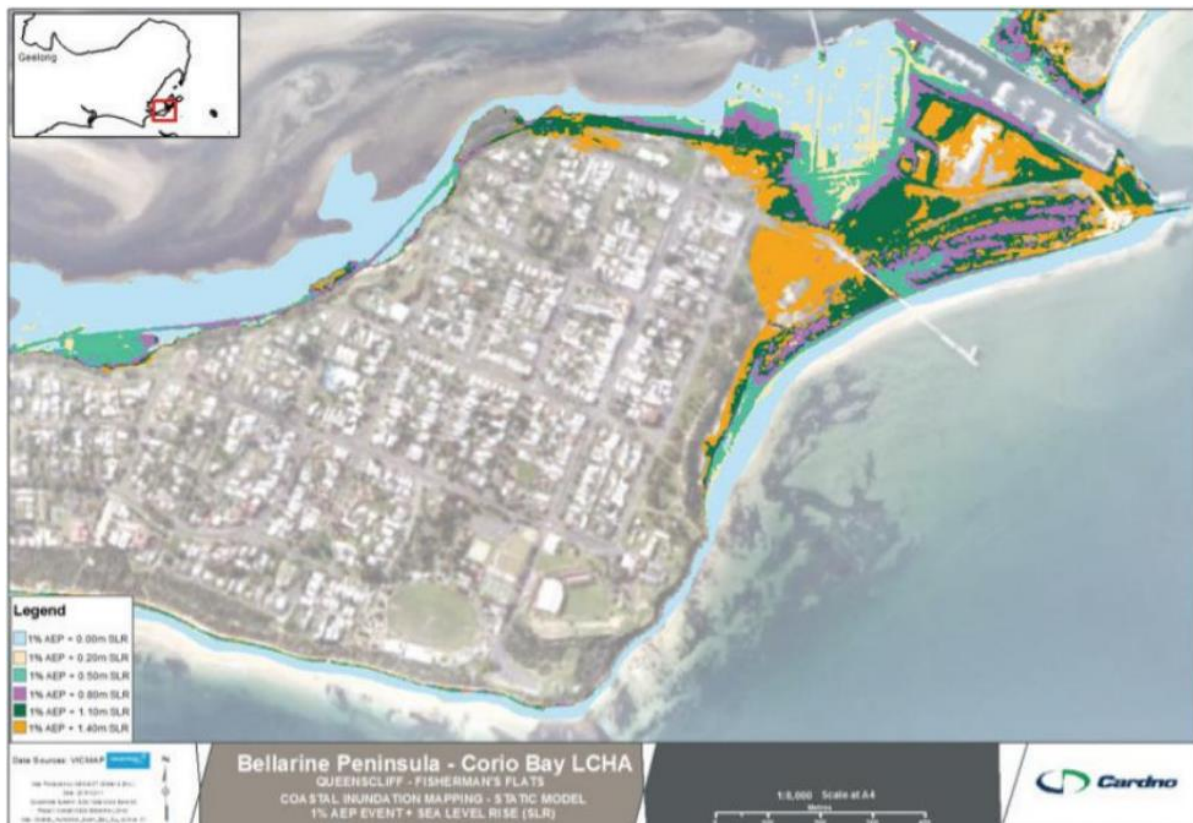 Geelong
Legend
1% AEP + 0.00m SLR
1% AEP + 0.20m SLR
1% AEP + 0.50m SLR
1% AEP + 0.80m SLR
1% AEP + 1.10m SLR
1% AEP + 1.40m SLR
Data Sources: VICMAP
Bellarine Peninsula - Corio Bay LCHA
QUEENSCLIFF - FISHERMAN'S FLATS
COASTAL INUNDATION MAPPING - STATIC MODEL
1% AEP EVENT + SEA LEVEL RISE (SLR)
1:8,000 Scale at A4
Metres
Cardno